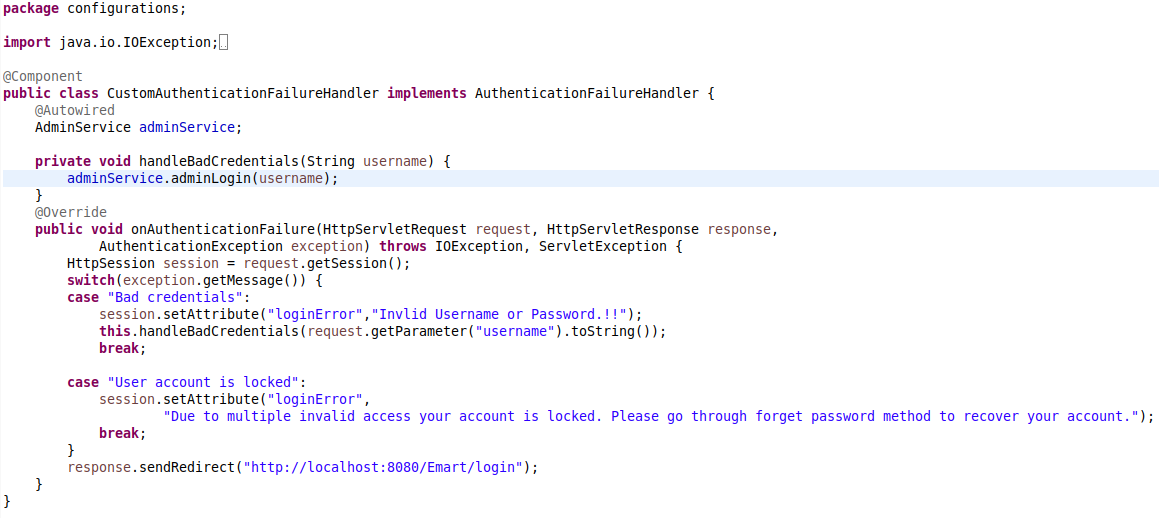 package configurations;
import java.io.IOException;
@Component
public class CustomAuthenticationFailureHandler implements AuthenticationFailureHandler {
@Autowired
AdminService adminService;
private void handleBadCredentials(String username) {
adminService.adminLogin(username);
}
@Override
public void onAuthenticationFailure(HttpServletRequest request, HttpServletResponse response,
AuthenticationException exception) throws IOException, ServletException {
HttpSession session = request.getSession();
switch(exception.getMessage()) {
case "Bad credentials":
session.setAttribute("loginError","Invlid Username or Password.!!");
this.handleBadCredentials(request.getParameter("username").toString());
break;
case "User account is locked":
session.setAttribute("loginError",
"Due to multiple invalid access your account is locked. Please go through forget password method to recover your account.");
break;
}
response.sendRedirect("http://localhost:8080/Emart/login");
}
}